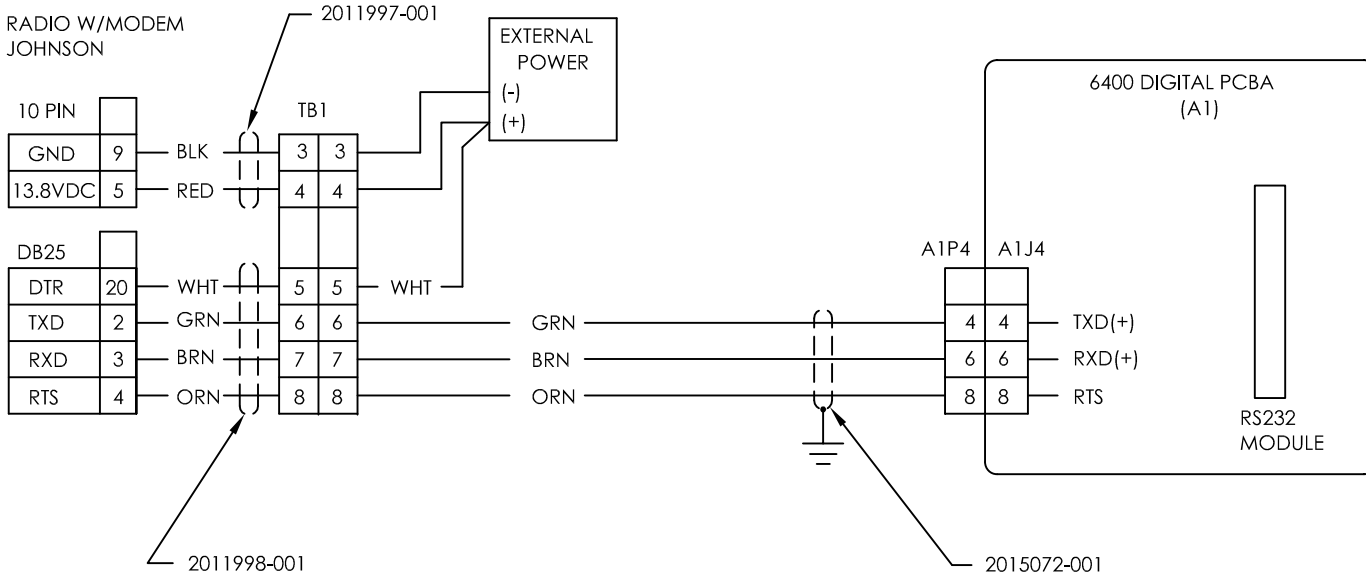 RADIO W/MODEM
JOHNSON
2011997-001
EXTERNAL
POWER
(-)
(+)
6400 DIGITAL PCBA
(A1)
10 PIN
TB1
GND 9 BLK 3 3
13.8VDC 5 RED 4 4
A1P4 A1J4
DB25
DTR 20 WHT 5 5 WHT
TXD 2 GRN 6 6 GRN 4 4 TXD(+)
RXD 3 BRN 7 7 BRN 6 6 RXD(+)
RTS 4 ORN 8 8 ORN 8 8 RTS
RS232
MODULE
2011998-001
2015072-001